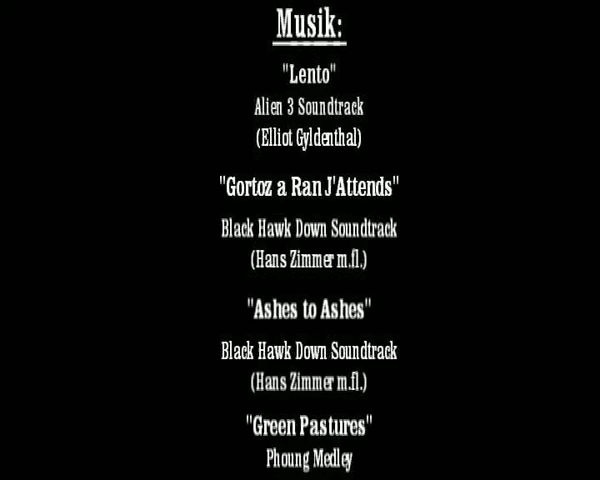 Musik:
"Lento"
Alien 3 Soundtrack
(Elliot Gyldenthal)
"Gortoz a Ran J'Attends"
Black Hawk Down Soundtrack
(Hans Zimmer m.fl.)
"Ashes to Ashes"
Black Hawk Down Soundtrack
(Hans Zimmer m.fl.)
"Green Pastures"
Phoung Medley